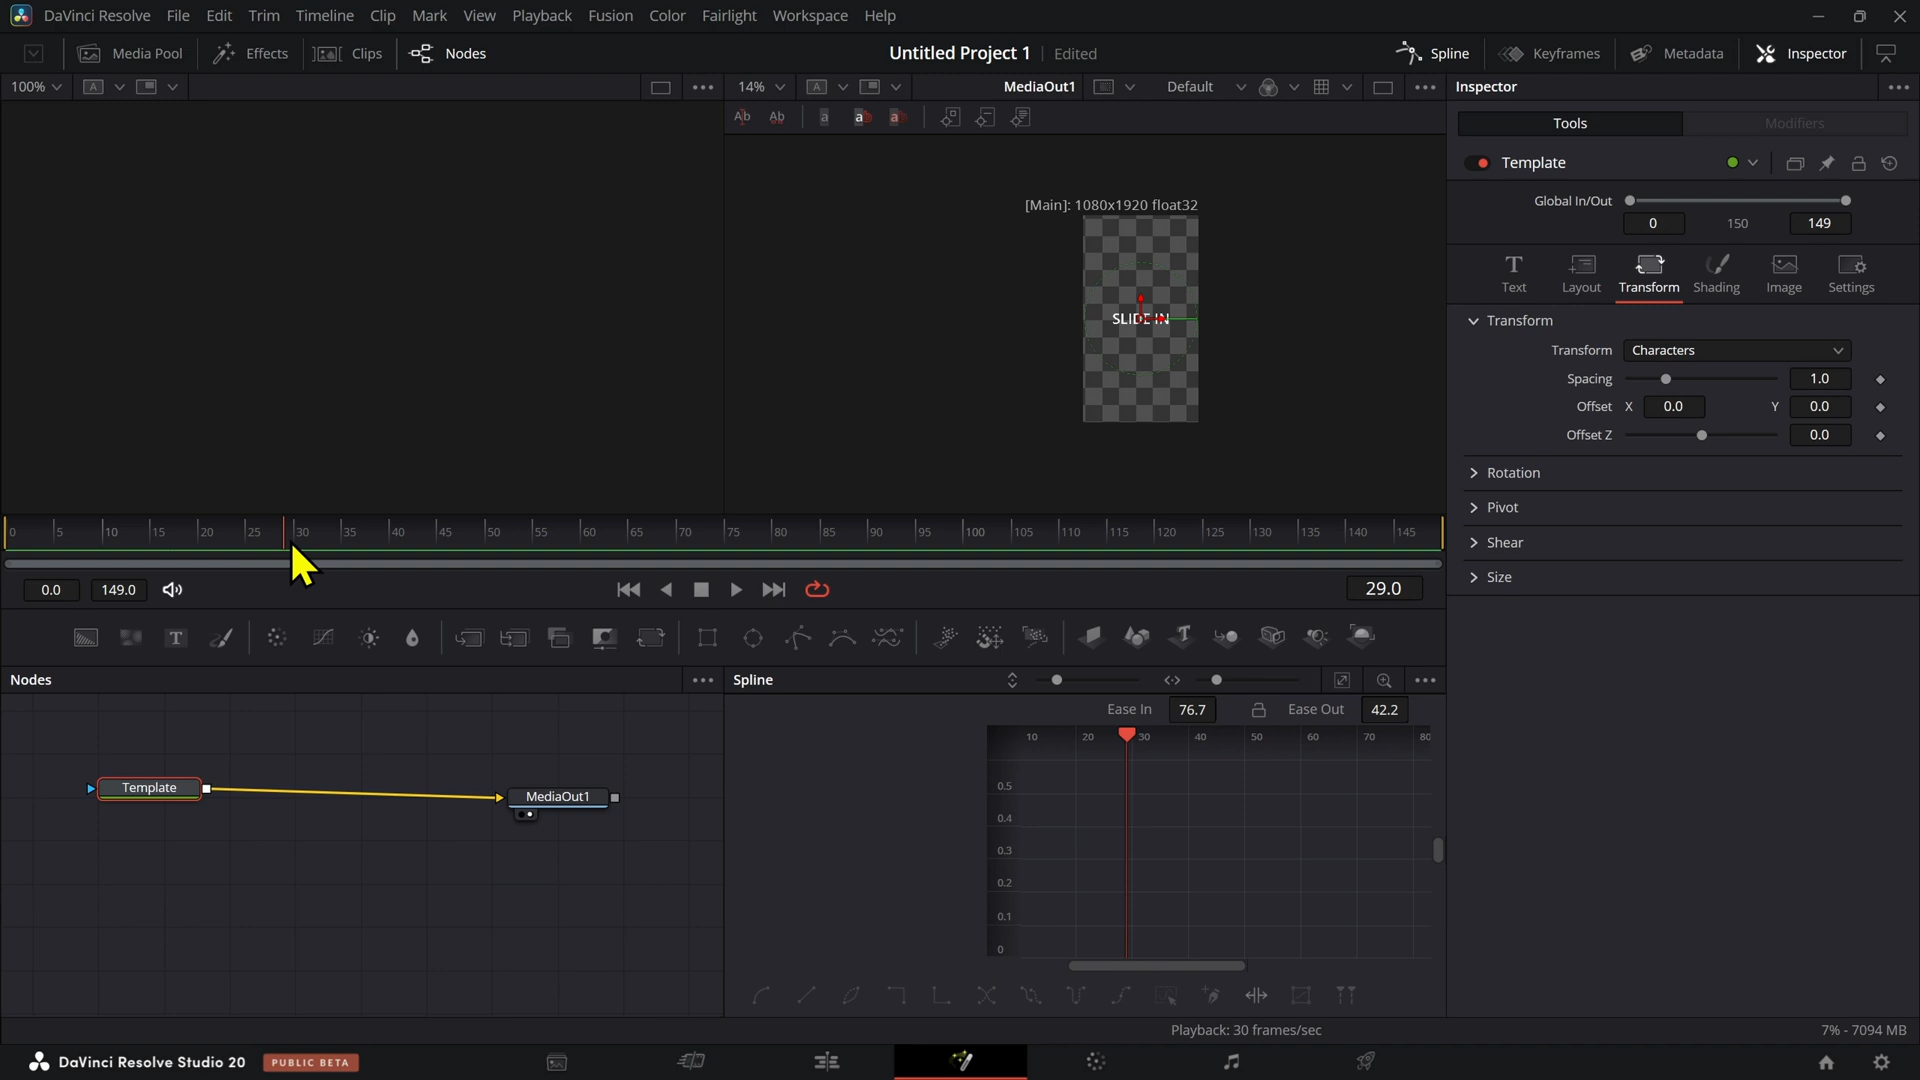 DaVinci Resolve File Edit Trim Timeline Clip Mark View Playback Fusion Color Fairlight Workspace Help
Media Pool Effects Clips Nodes Untitled Project 1 Edited Spline Keyframes Metadata Inspector
100% A 14% A MediaOut1 Default Inspector
Ab Ab a a a Tools Modifiers
Template
[Main]: 1080x1920 float32
Global In/Out
0 150 149
T
Text Layout Transform Shading Image Settings
SLIDE IN
Transform
Transform Characters
Spacing 1.0
Offset X 0.0 Y 0.0
Offset Z 0.0
Rotation
Pivot
Shear
Size
0 5 10 15 20 25 30 35 40 45 50 55 60 65 70 75 80 85 90 95 100 105 110 115 120 125 130 135 140 145
0.0 149.0 29.0
T T
Nodes Spline
Ease In 76.7 Ease Out 42.2
10 20 30 40 50 60 70 80
0.5
0.4
0.3
0.2
0.1
0
Template
MediaOut1
Playback: 30 frames/sec 7% - 7094 MB
DaVinci Resolve Studio 20 PUBLIC BETA